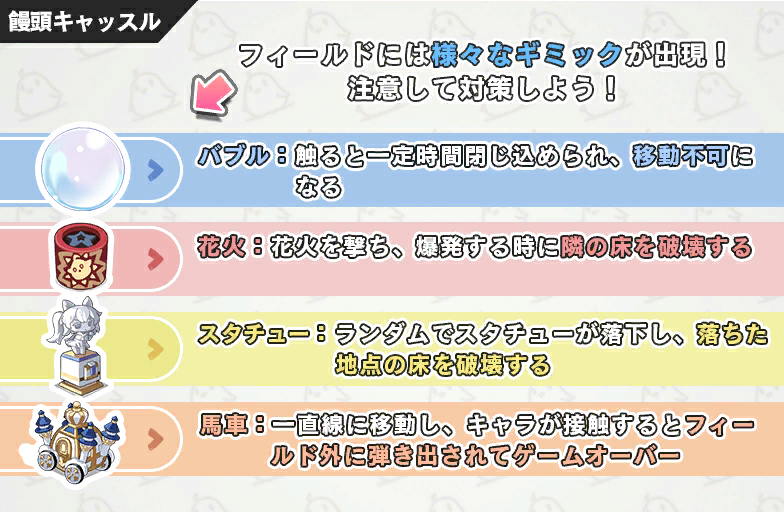 饅頭キャッスル
フィールドには様々なギミックが出現！
注意して対策しよう！
バブル：触ると一定時間閉じ込められ、移動不可に
なる
花火：花火を撃ち、爆発する時に隣の床を破壊する
スタチュー：ランダムでスタチューが落下し、落ちた
地点の床を破壊する
馬車：一直線に移動し、キャラが接触するとフィー
ルド外に弾き出されてゲームオーバー